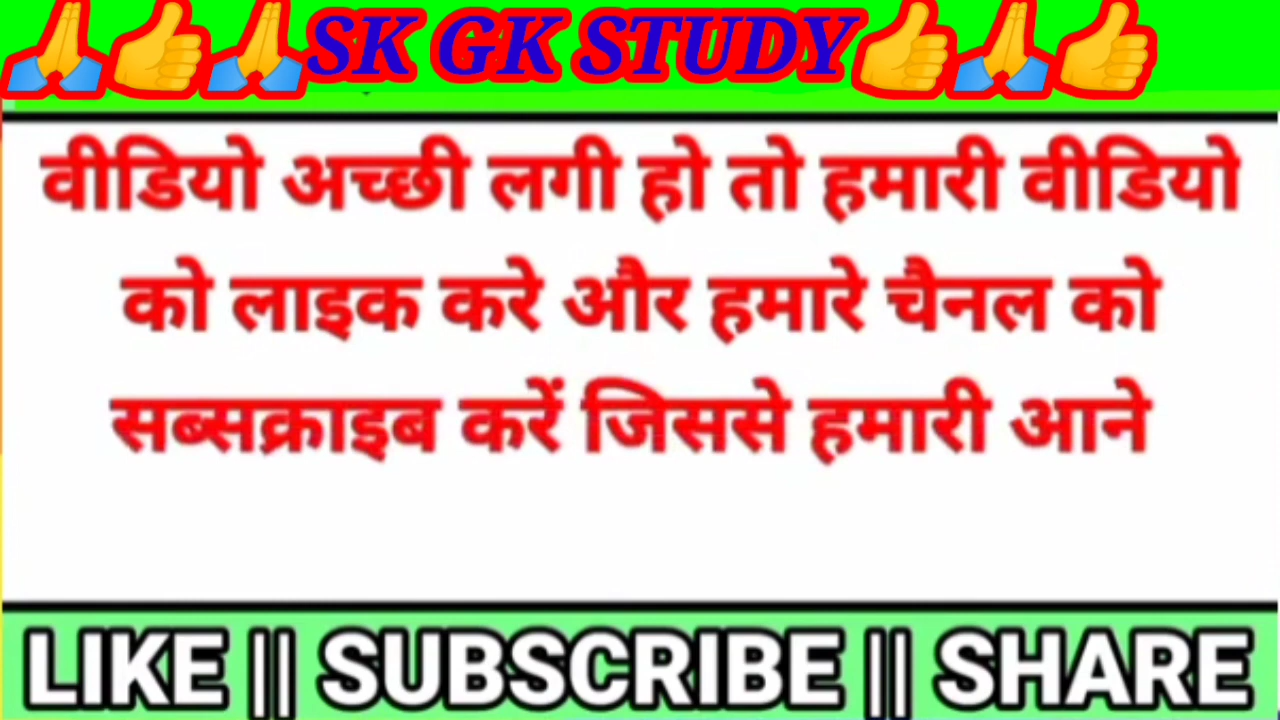 🙏👍🙏SK GK STUDY👍🙏👍
वीडियो अच्छी लगी हो तो हमारी वीडियो
को लाइक करे और हमारे चैनल को
सब्सक्राइब करें जिससे हमारी आने
LIKE || SUBSCRIBE || SHARE